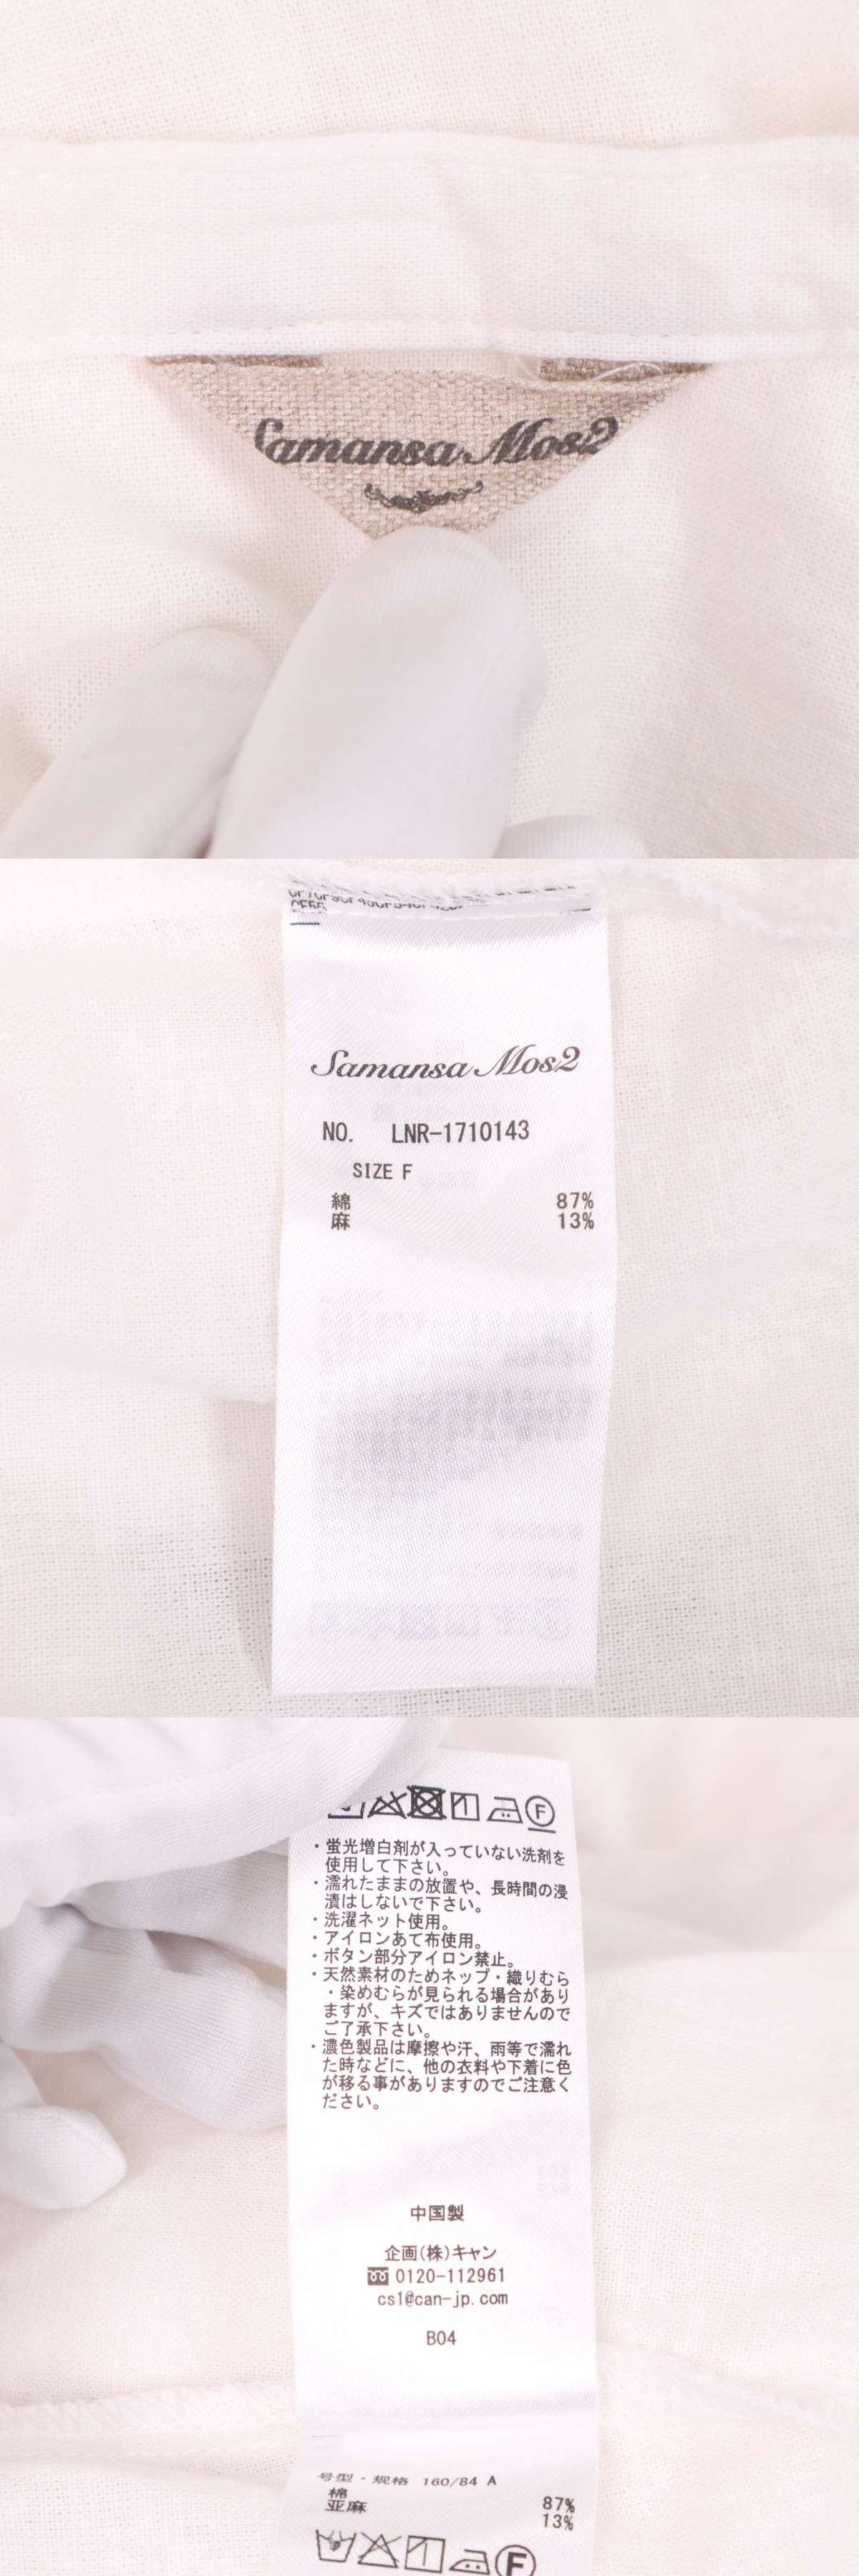 Samansa Mos2
Samansa Mos2
NO. LNR-1710143
SIZE F
綿 87%
麻 13%
F
・蛍光増白剤が入っていない洗剤を
使用して下さい。
・濡れたままの放置や、長時間の浸
漬はしないで下さい。
・洗濯ネット使用。
・アイロンあて布使用。
・ボタン部分アイロン禁止。
・天然素材のためネップ・織りむら
・染めむらが見られる場合があり
ますが、キズではありませんので
ご了承下さい。
・濃色製品は摩擦や汗、雨等で濡れ
た時などに、他の衣料や下着に色
が移る事がありますのでご注意く
ださい。
中国製
企画(株)キャン
0120-112961
cs1@can-jp.com
B04
号型・规格 160/84 A
棉 87%
亚麻 13%
F